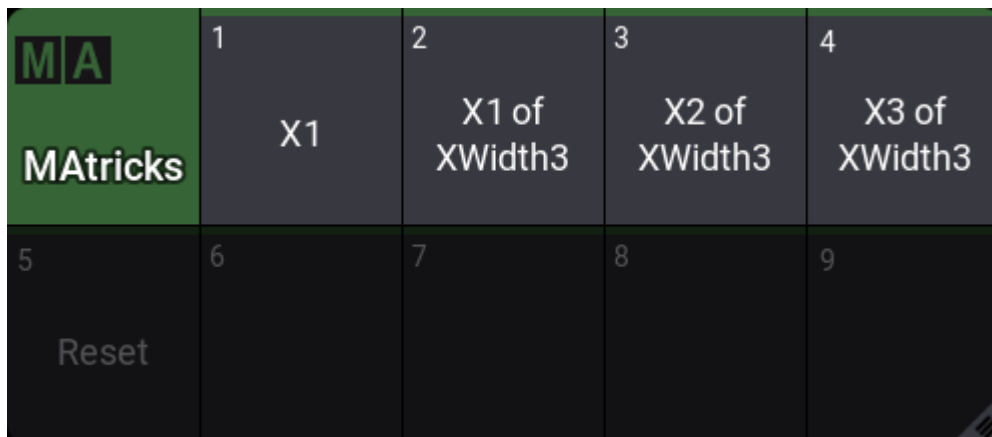 MA
MAtricks
1
X1
2
X1 of
XWidth3
3
X2 of
XWidth3
4
X3 of
XWidth3
5
Reset
6
7
8
9